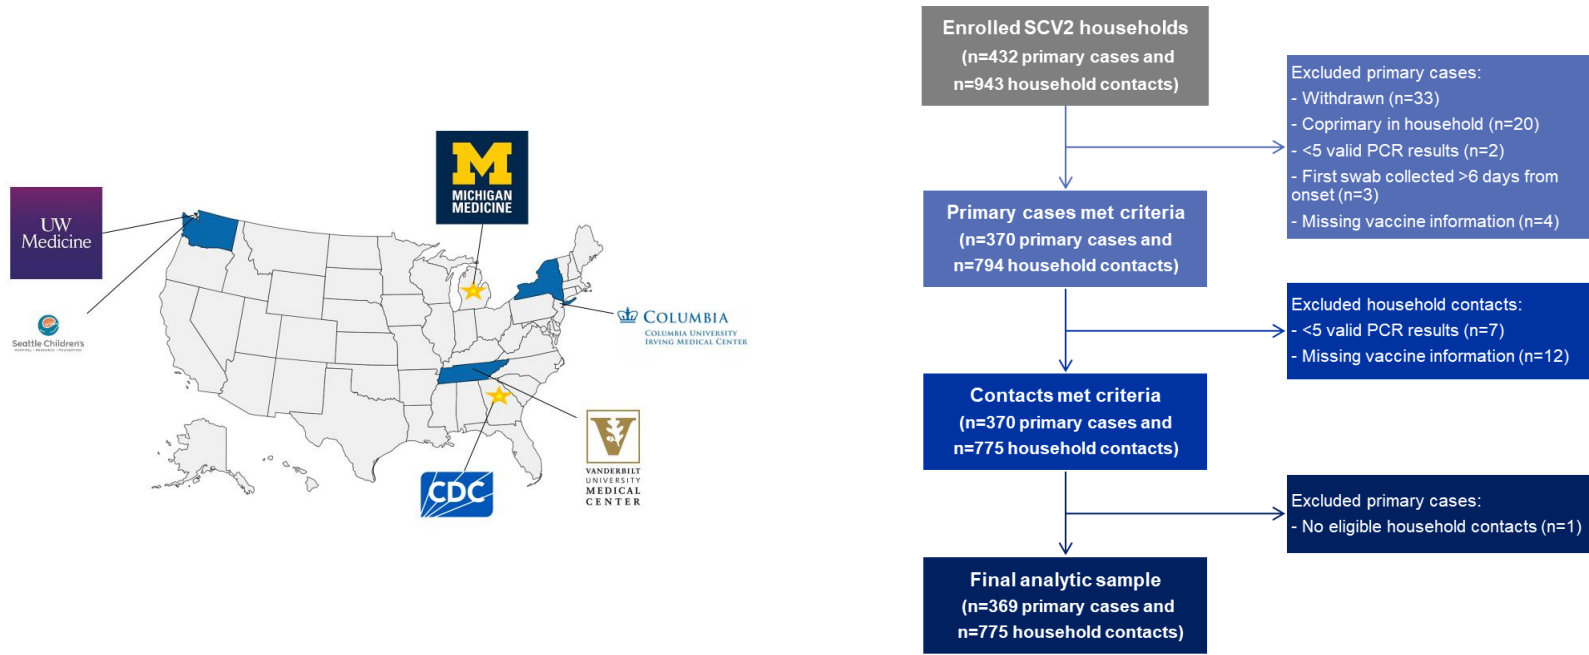 UW
Medicine
Seattle Children's
HOSPITAL • RESEARCH • FOUNDATION
M
MICHIGAN
MEDICINE
COLUMBIA
COLUMBIA UNIVERSITY
IRVING MEDICAL CENTER
V
VANDERBILT
UNIVERSITY
MEDICAL
CENTER
CDC
Enrolled SCV2 households
(n=432 primary cases and
n=943 household contacts)
Excluded primary cases:
- Withdrawn (n=33)
- Coprimary in household (n=20)
- <5 valid PCR results (n=2)
- First swab collected >6 days from
onset (n=3)
- Missing vaccine information (n=4)
Primary cases met criteria
(n=370 primary cases and
n=794 household contacts)
Excluded household contacts:
- <5 valid PCR results (n=7)
- Missing vaccine information (n=12)
Contacts met criteria
(n=370 primary cases and
n=775 household contacts)
Excluded primary cases:
- No eligible household contacts (n=1)
Final analytic sample
(n=369 primary cases and
n=775 household contacts)